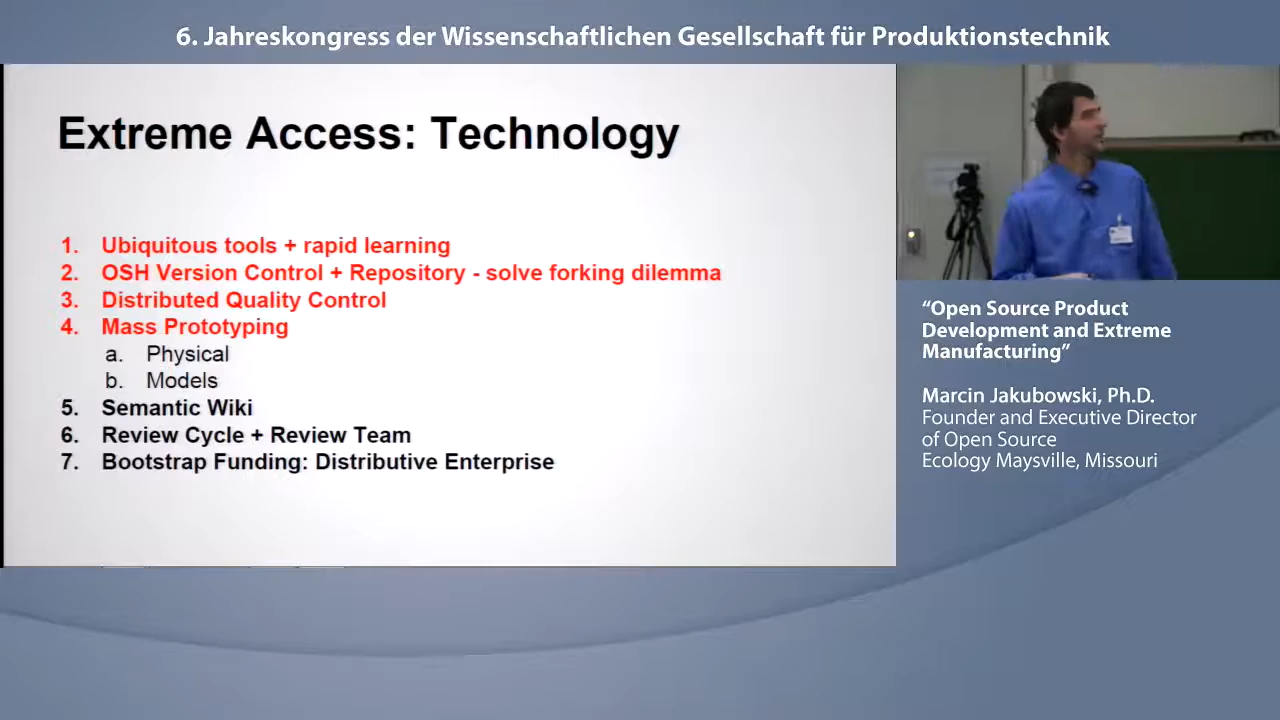 6. Jahreskongress der Wissenschaftlichen Gesellschaft für Produktionstechnik
Extreme Access: Technology
1. Ubiquitous tools + rapid learning
2. OSH Version Control + Repository - solve forking dilemma
3. Distributed Quality Control
4. Mass Prototyping
a. Physical
b. Models
5. Semantic Wiki
6. Review Cycle + Review Team
7. Bootstrap Funding: Distributive Enterprise
“Open Source Product
Development and Extreme
Manufacturing”
Marcin Jakubowski, Ph.D.
Founder and Executive Director
of Open Source
Ecology Maysville, Missouri